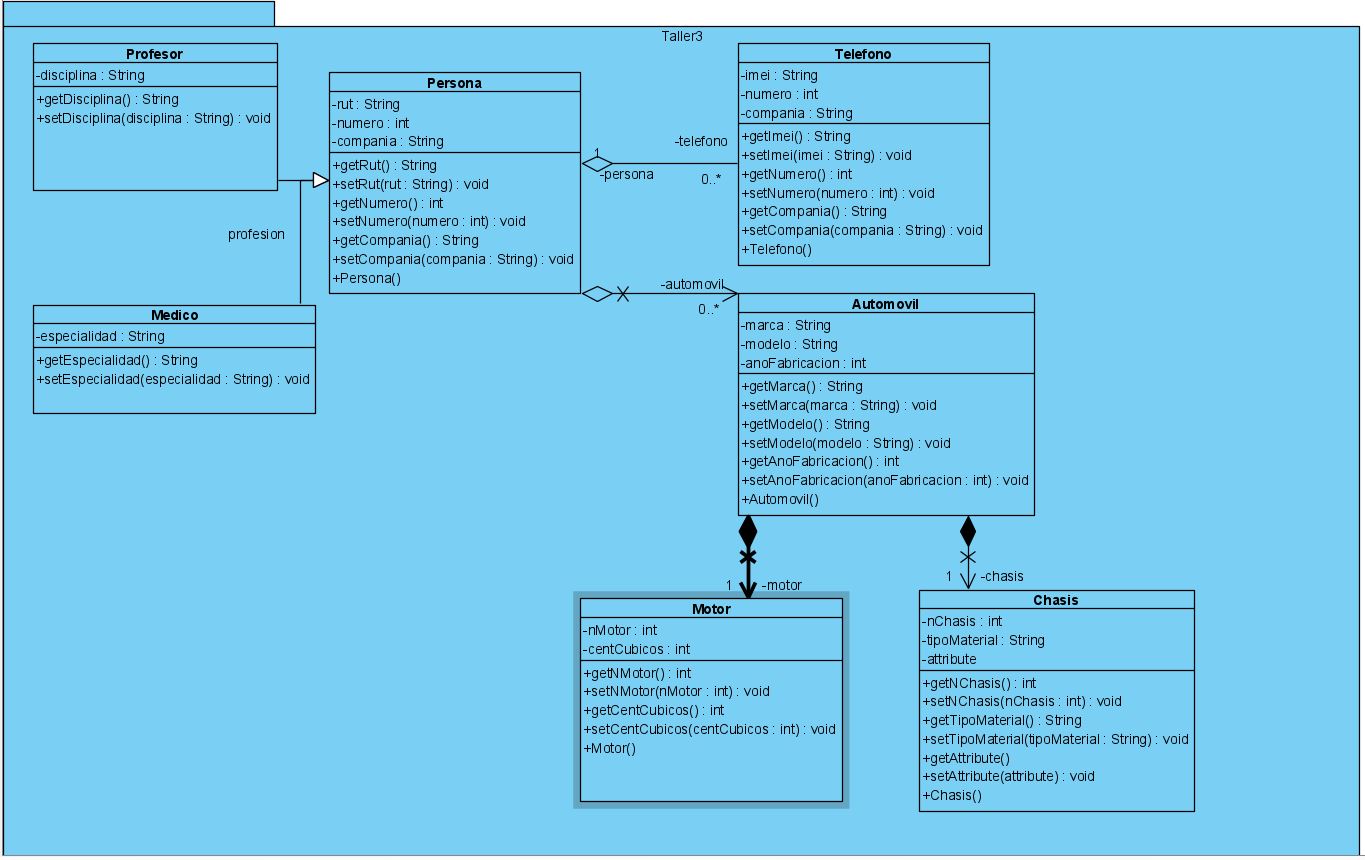 Taller3
Profesor
-disciplina : String
+getDisciplina() : String
+setDisciplina(disciplina : String) : void
Persona
-rut : String
-numero : int
-compania : String
+getRut() : String
+setRut(rut : String) : void
+getNumero() : int
+setNumero(numero : int) : void
+getCompania() : String
+setCompania(compania : String) : void
+Persona()
Telefono
-imei : String
-numero : int
-compania : String
+getImei() : String
+setImei(imei : String) : void
+getNumero() : int
+setNumero(numero : int) : void
+getCompania() : String
+setCompania(compania : String) : void
+Telefono()
1
-persona
-telefono
0..*
profesion
Medico
-especialidad : String
+getEspecialidad() : String
+setEspecialidad(especialidad : String) : void
-automovil
0..*
Automovil
-marca : String
-modelo : String
-anoFabricacion : int
+getMarca() : String
+setMarca(marca : String) : void
+getModelo() : String
+setModelo(modelo : String) : void
+getAnoFabricacion() : int
+setAnoFabricacion(anoFabricacion : int) : void
+Automovil()
1
-motor
1
-chasis
Motor
-nMotor : int
-centCubicos : int
+getNMotor() : int
+setNMotor(nMotor : int) : void
+getCentCubicos() : int
+setCentCubicos(centCubicos : int) : void
+Motor()
Chasis
-nChasis : int
-tipoMaterial : String
-attribute
+getNChasis() : int
+setNChasis(nChasis : int) : void
+getTipoMaterial() : String
+setTipoMaterial(tipoMaterial : String) : void
+getAttribute()
+setAttribute(attribute) : void
+Chasis()